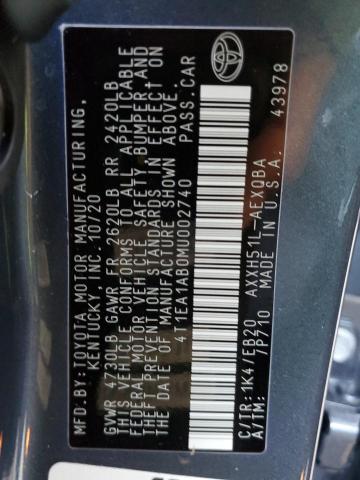 MFD. BY: TOYOTA MOTOR MANUFACTURING,
KENTUCKY, INC. 10/20
GVWR 4730LB GAWR FR 2620LB RR 2420LB
THIS VEHICLE CONFORMS TO ALL APPLICABLE
FEDERAL MOTOR VEHICLE SAFETY BUMPER, AND
THEFT PREVENTION STANDARDS IN EFFECT ON
THE DATE OF MANUFACTURE SHOWN ABOVE.
4T1EA1AB0MU002740 PASS.CAR
C/TR: 1K4 /EB20 AXXH51L-AEXQBA
A/TM: /P710 MADE IN U.S.A. 43978